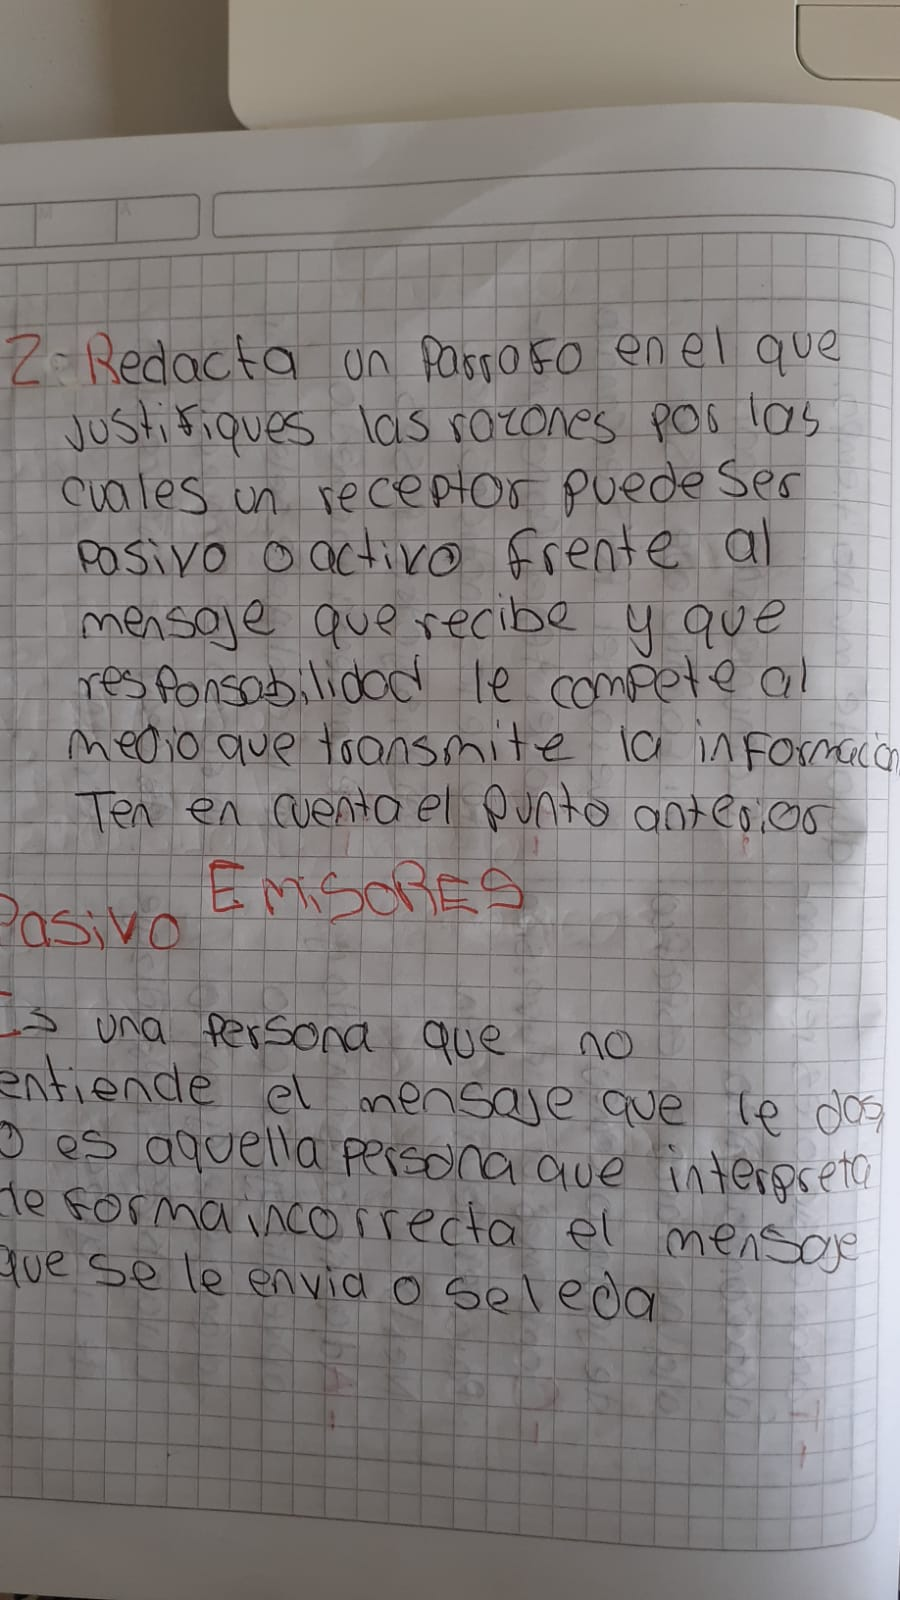 2. Redacta un Parrafo en el que
justifiques las razones por las
cuales un receptor puede ser
pasivo o activo frente al
mensaje que recibe y que
responsabilidad le compete al
medio que transmite la informacion
Ten en cuenta el punto anterior
EMiSORES
Pasivo
Es una persona que no
entiende el mensaje que le das
O es aquella persona que interpreta
de forma incorrecta el mensaje
que se le envia o se le da